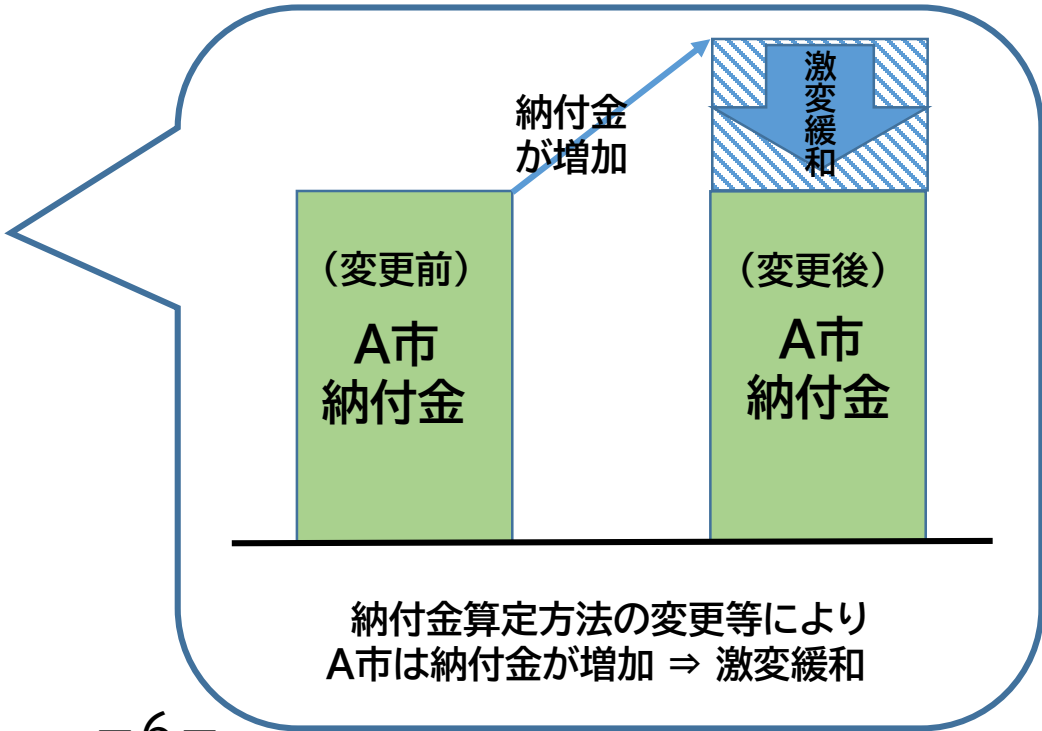 激変緩和
納付金
が増加
（変更前）
A市
納付金
（変更後）
A市
納付金
納付金算定方法の変更等により
A市は納付金が増加 ⇒ 激変緩和
－6－